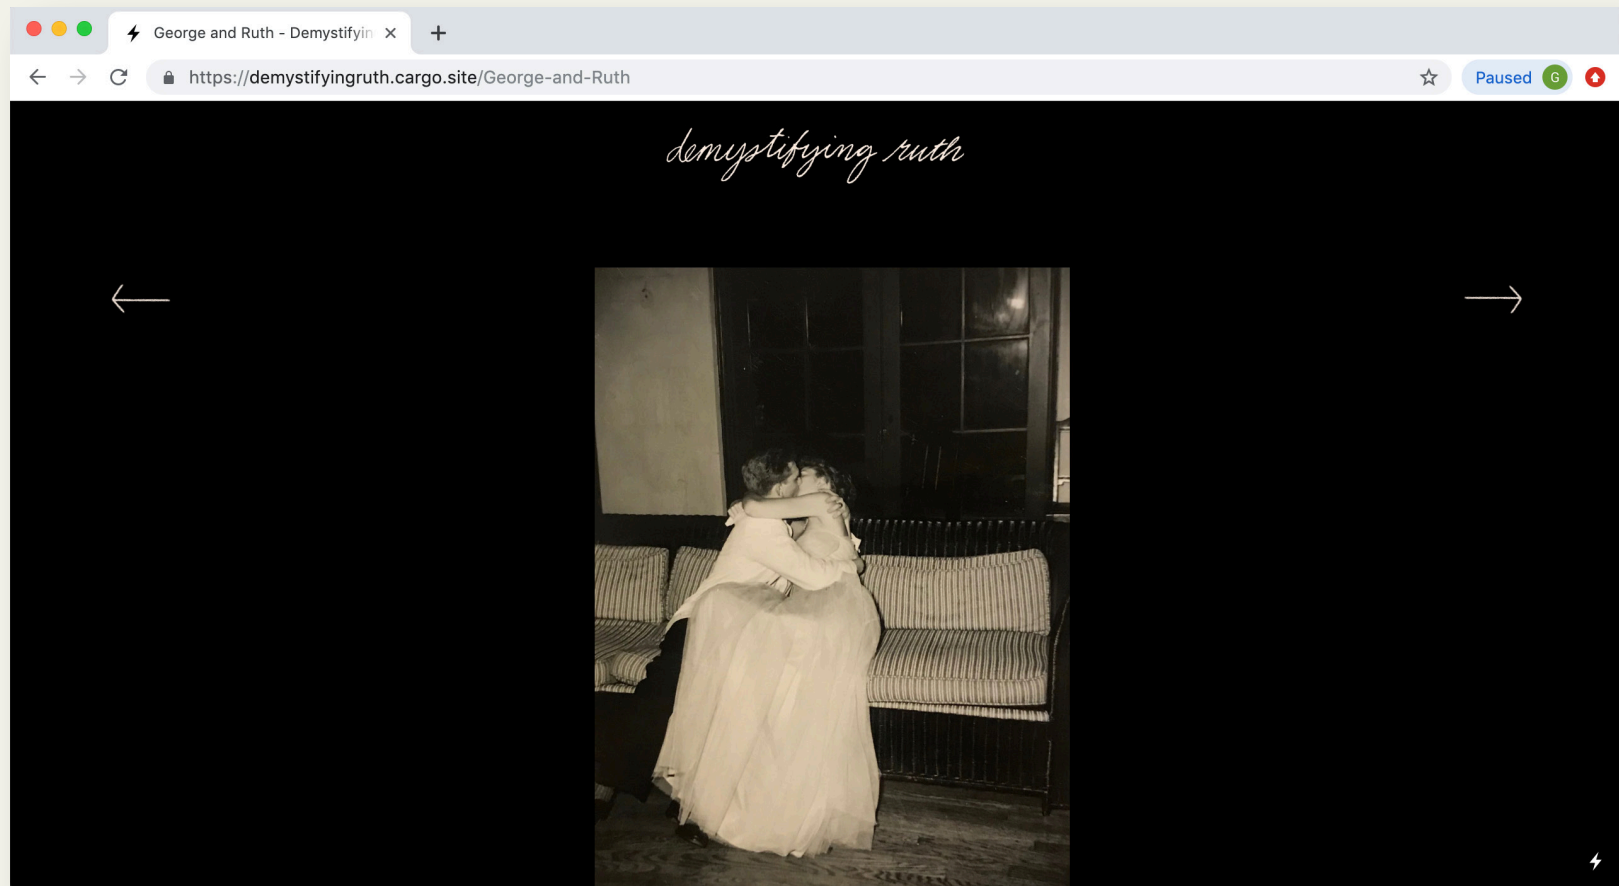 George and Ruth - Demystifyin
https://demystifyingruth.cargo.site/George-and-Ruth
Paused
G
demystifying ruth